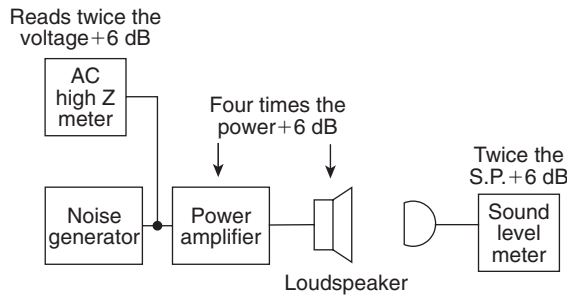 Reads twice the
voltage+6 dB
AC
high Z
meter
Four times the
power+6 dB
Twice the
S.P.+6 dB
Noise
generator
Power
amplifier
Sound
level
meter
Loudspeaker